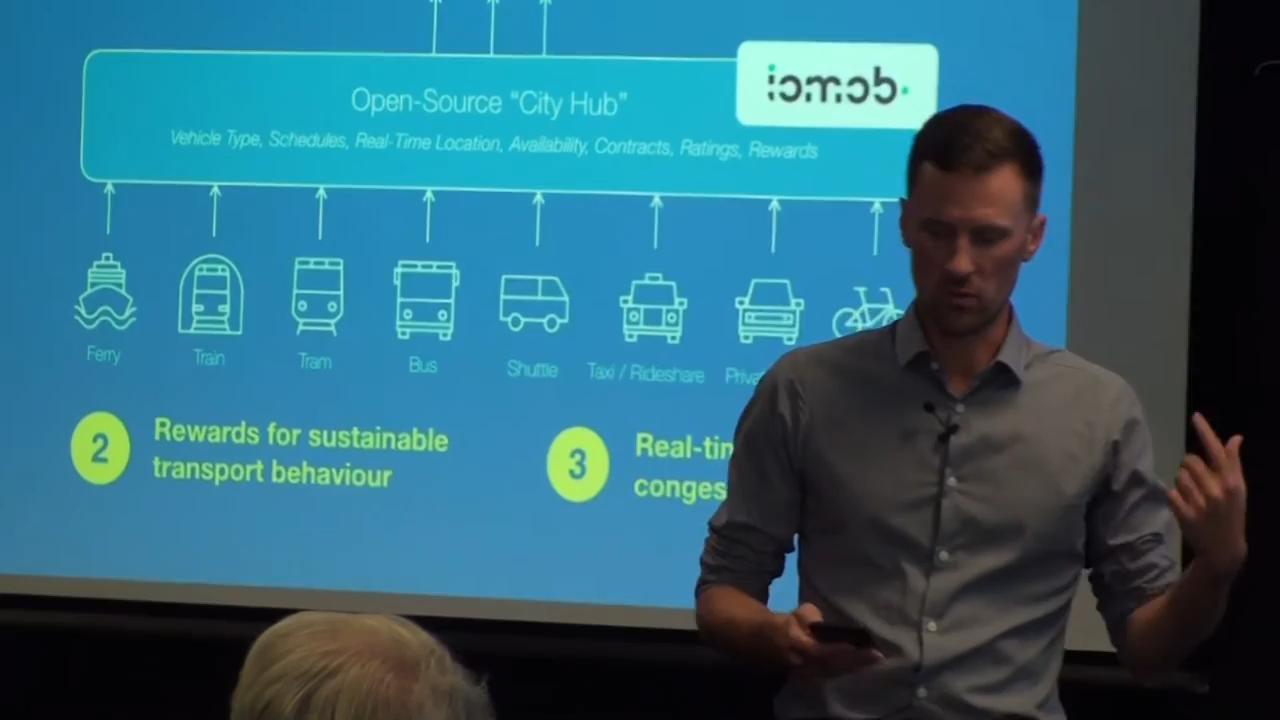 iomob
Open-Source "City Hub"
Vehicle Type, Schedules, Real-Time Location, Availability, Contracts, Ratings, Rewards
Ferry
Train
Tram
Bus
Shuttle
Taxi / Rideshare
2
Rewards for sustainable
transport behaviour
3